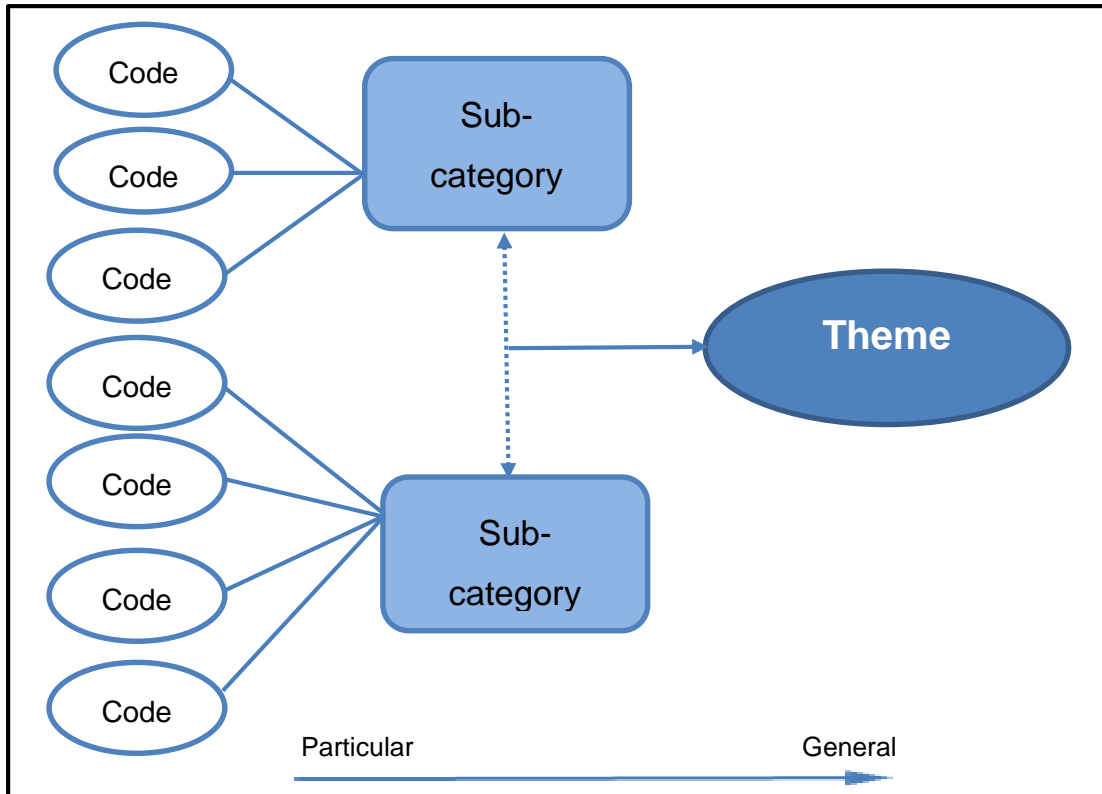 Code
Code
Code
Code
Code
Code
Code
Sub-
category
Sub-
category
Theme
Particular
General